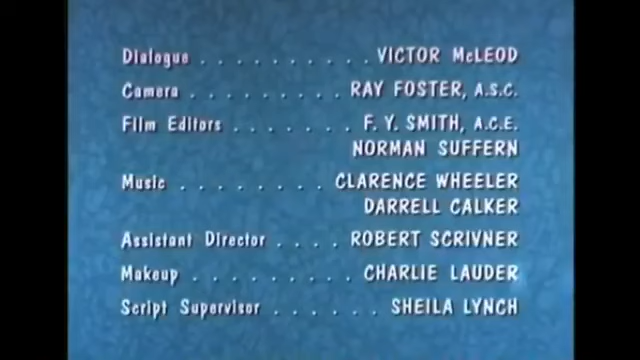 Dialogue . . . . . . . . . . VICTOR McLEOD
Camera . . . . . . . . . . RAY FOSTER, A.S.C.
Film Editors . . . . . . . F. Y. SMITH, A.C.E.
NORMAN SUFFERN
Music . . . . . . . . . CLARENCE WHEELER
DARRELL CALKER
Assistant Director . . . . ROBERT SCRIVNER
Makeup . . . . . . . . . . CHARLIE LAUDER
Script Supervisor . . . . . . SHEILA LYNCH